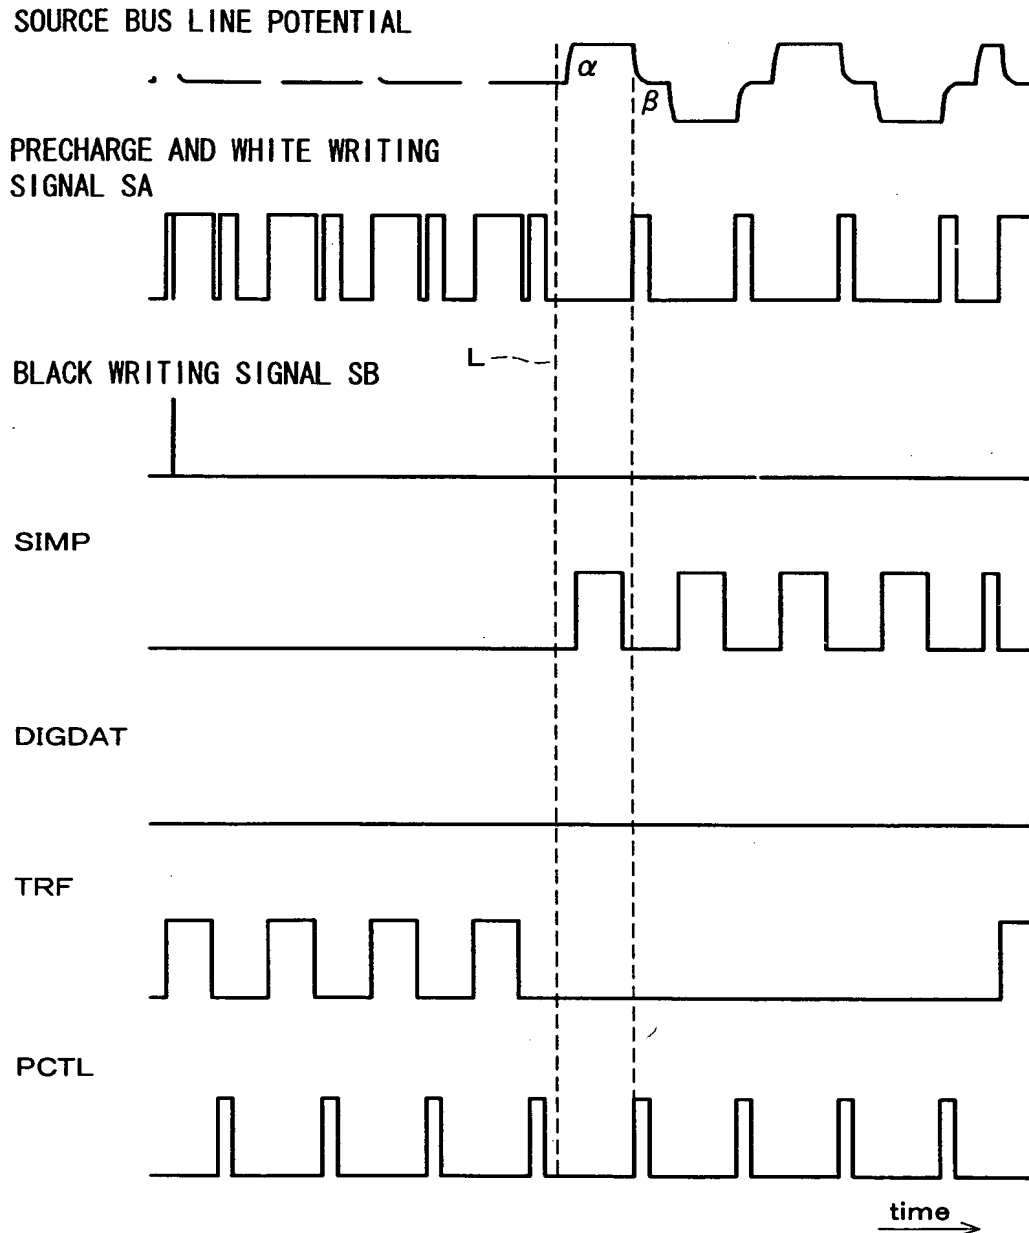 SOURCE BUS LINE POTENTIAL
α
β
PRECHARGE AND WHITE WRITING
SIGNAL SA
L
BLACK WRITING SIGNAL SB
SIMP
DIGDAT
TRF
PCTL
time